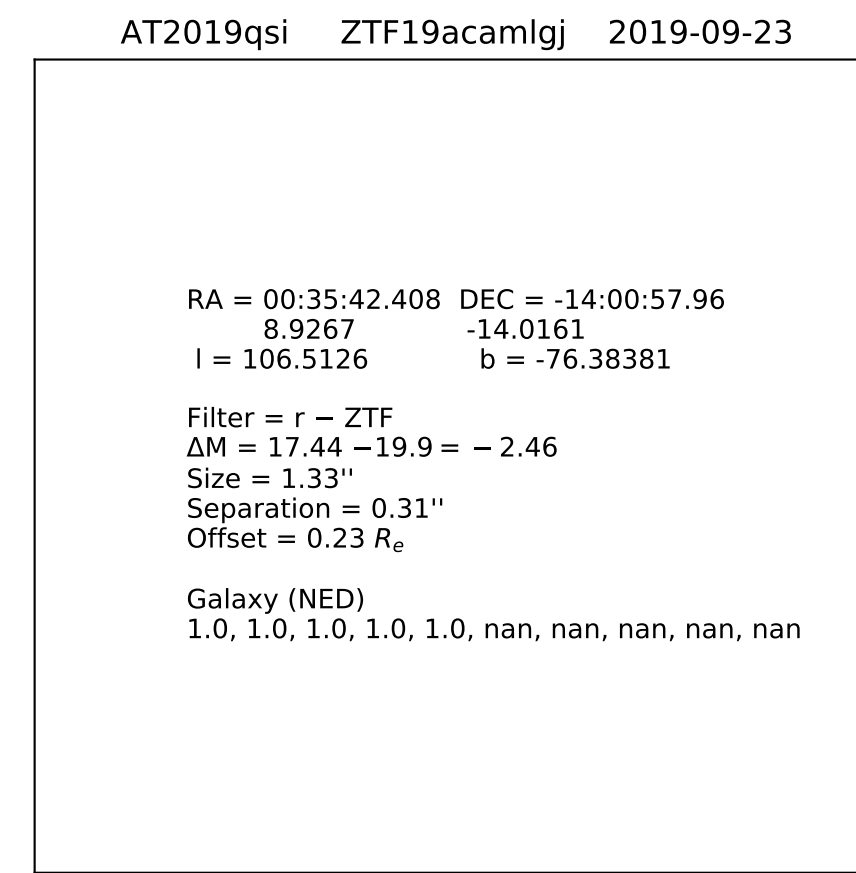 AT2019qsi ZTF19acamlgj 2019-09-23
RA = 00:35:42.408 DEC = -14:00:57.96
8.9267 -14.0161
l = 106.5126 b = -76.38381
Filter = r − ZTF
ΔM = 17.44 −19.9 = − 2.46
Size = 1.33''
Separation = 0.31''
Offset = 0.23 Re
Galaxy (NED)
1.0, 1.0, 1.0, 1.0, 1.0, nan, nan, nan, nan, nan